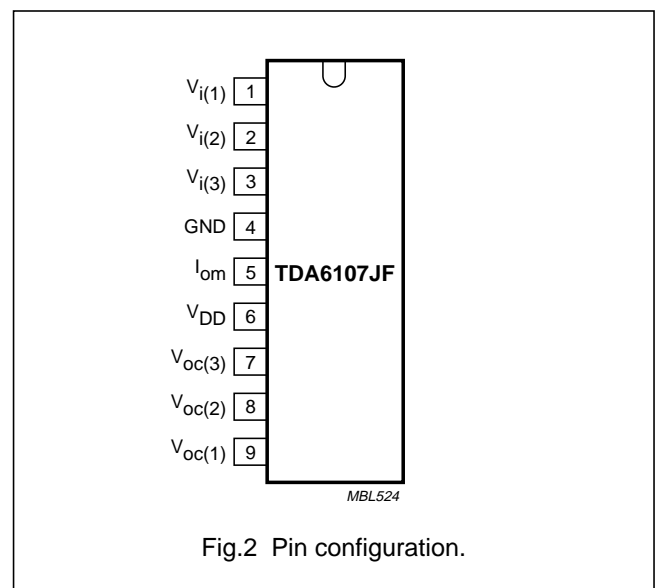 Vi(1) 1
Vi(2) 2
Vi(3) 3
GND 4
Iom 5 TDA6107JF
VDD 6
Voc(3) 7
Voc(2) 8
Voc(1) 9
MBL524
Fig.2 Pin configuration.